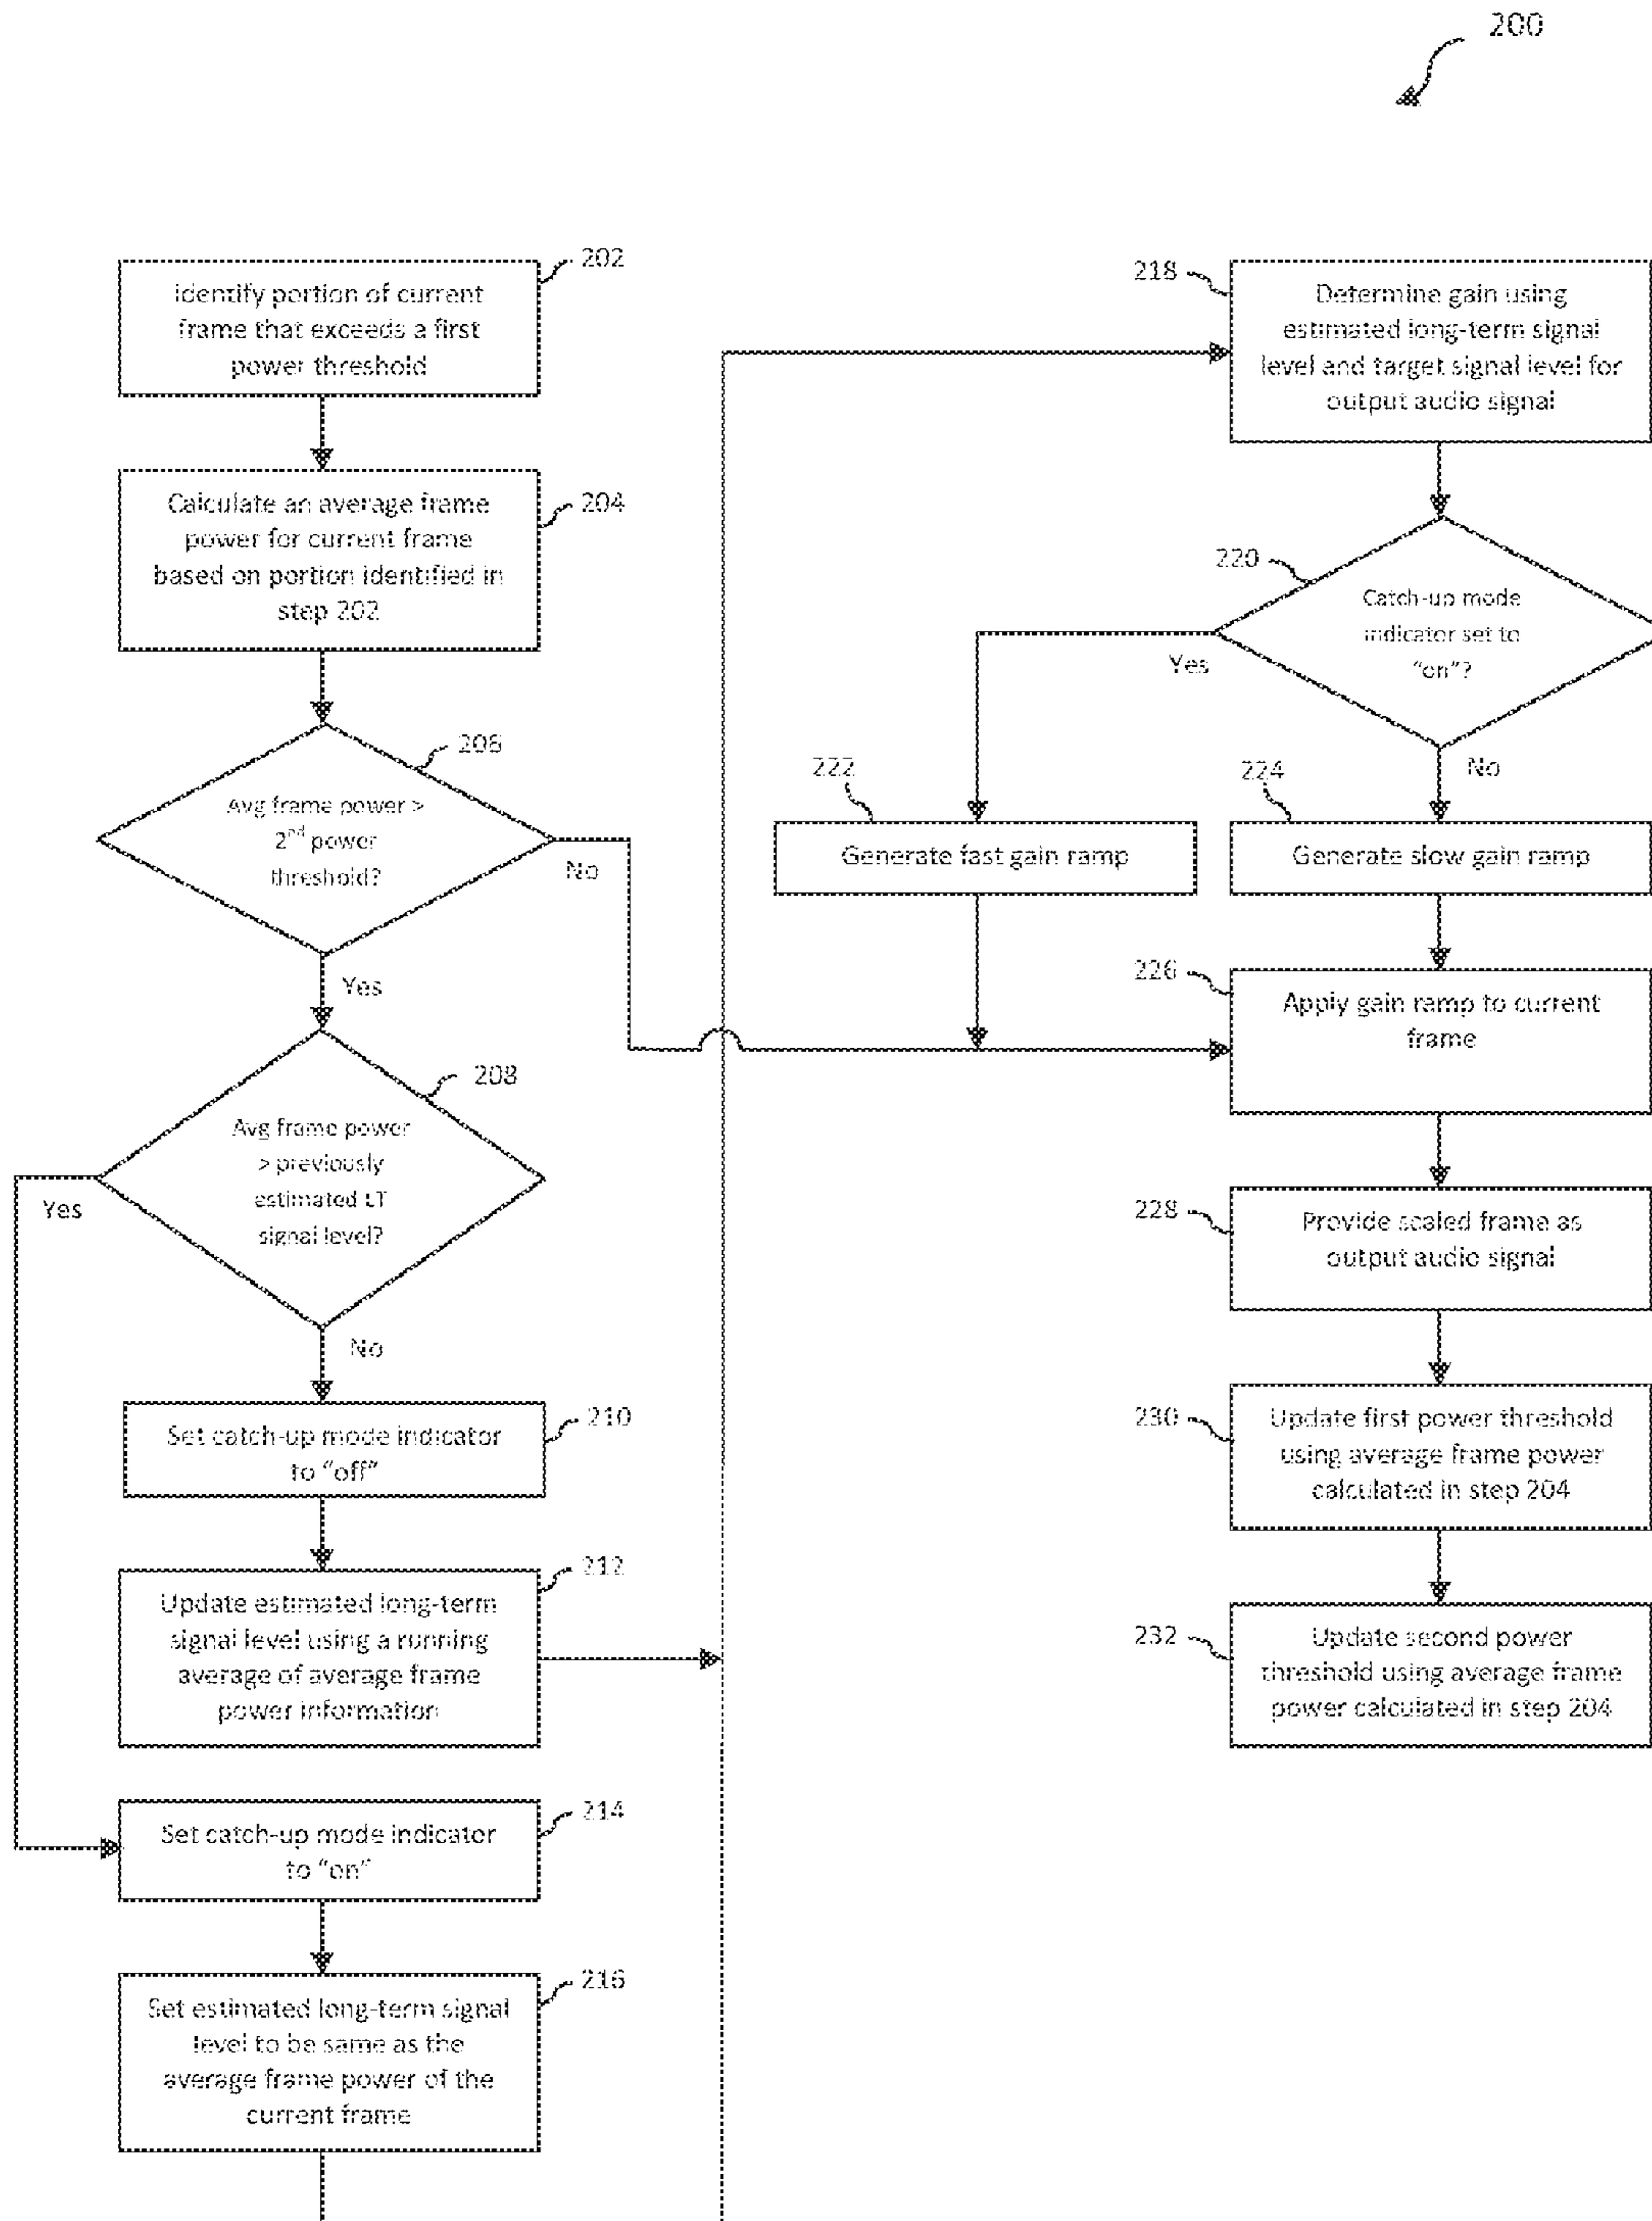 200
202
Identify portion of current
frame that exceeds a first
power threshold
204
Calculate an average frame
power for current frame
based on portion identified in
step 202
206
Avg frame power >
2nd power
threshold?
No
Yes
208
Avg frame power
> previously
estimated LT
signal level?
Yes
No
210
Set catch-up mode indicator
to "off"
212
Update estimated long-term
signal level using a running
average of average frame
power information
214
Set catch-up mode indicator
to "on"
216
Set estimated long-term signal
level to be same as the
average frame power of the
current frame
218
Determine gain using
estimated long-term signal
level and target signal level for
output audio signal
220
Catch-up mode
indicator set to
"on"?
Yes
No
222
Generate fast gain ramp
224
Generate slow gain ramp
226
Apply gain ramp to current
frame
228
Provide scaled frame as
output audio signal
230
Update first power threshold
using average frame power
calculated in step 204
232
Update second power
threshold using average frame
power calculated in step 204